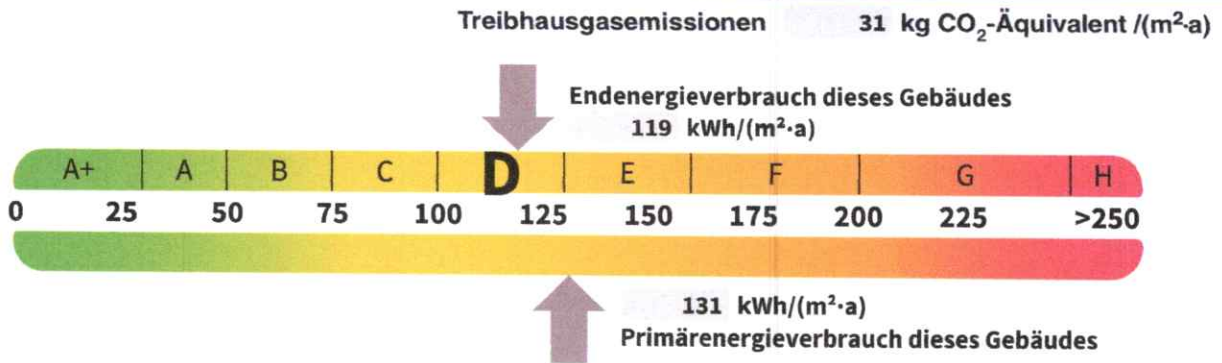 Treibhausgasemissionen 31 kg CO₂-Äquivalent /(m²·a)
Endenergieverbrauch dieses Gebäudes
119 kWh/(m²·a)
A+ A B C D E F G H
0 25 50 75 100 125 150 175 200 225 >250
131 kWh/(m²·a)
Primärenergieverbrauch dieses Gebäudes